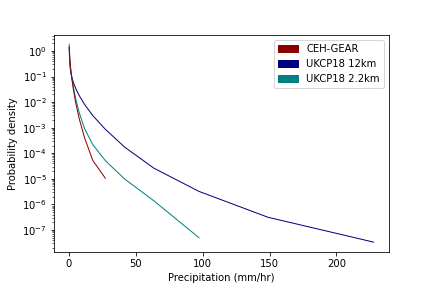 CEH-GEAR
UKCP18 12km
UKCP18 2.2km
Probability density
10⁰
10⁻¹
10⁻²
10⁻³
10⁻⁴
10⁻⁵
10⁻⁶
10⁻⁷
0 50 100 150 200
Precipitation (mm/hr)